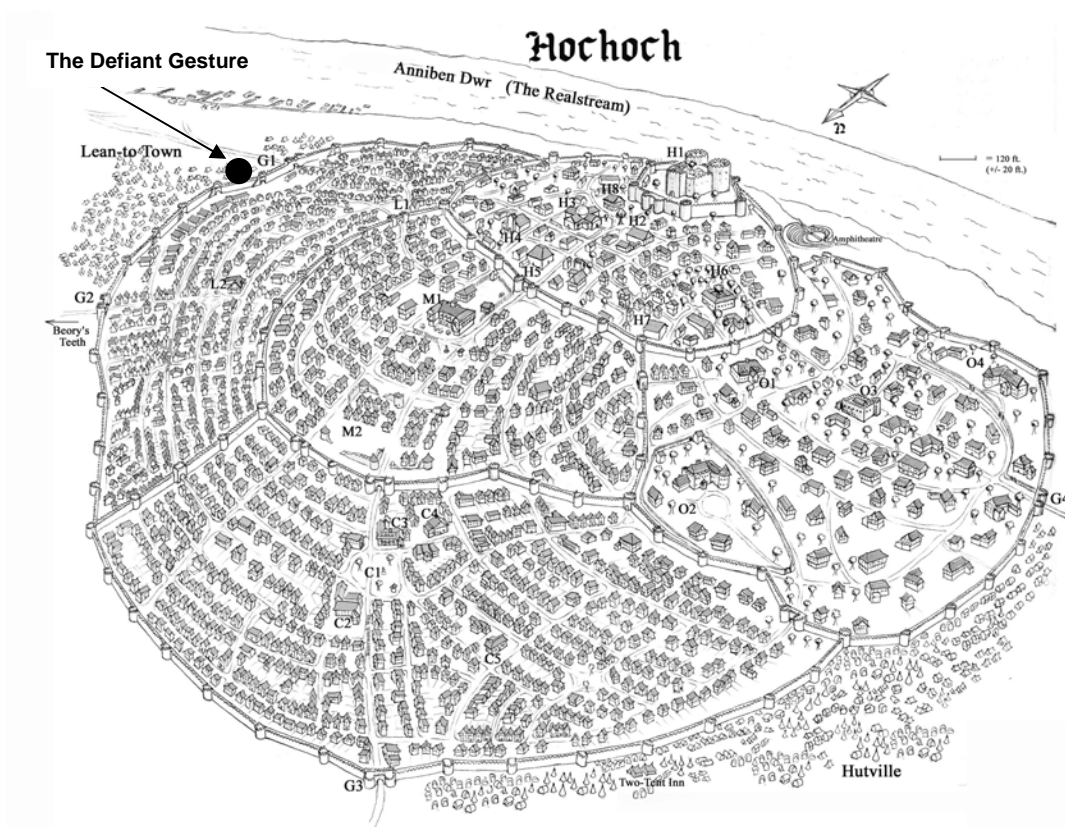 Hochoch
The Defiant Gesture
Anniben Dwr (The Realstream)
n
= 120 ft.
(+/- 20 ft.)
Lean-to Town
G1
H1
H8
H3
H2
L1
H4
Amphitheatre
H5
H6
L2
G2
M1
H7
Beory's
Teeth
O1
O4
O3
M2
G4
O2
C4
C3
C1
C2
C5
G3
Two-Tent Inn
Hutville